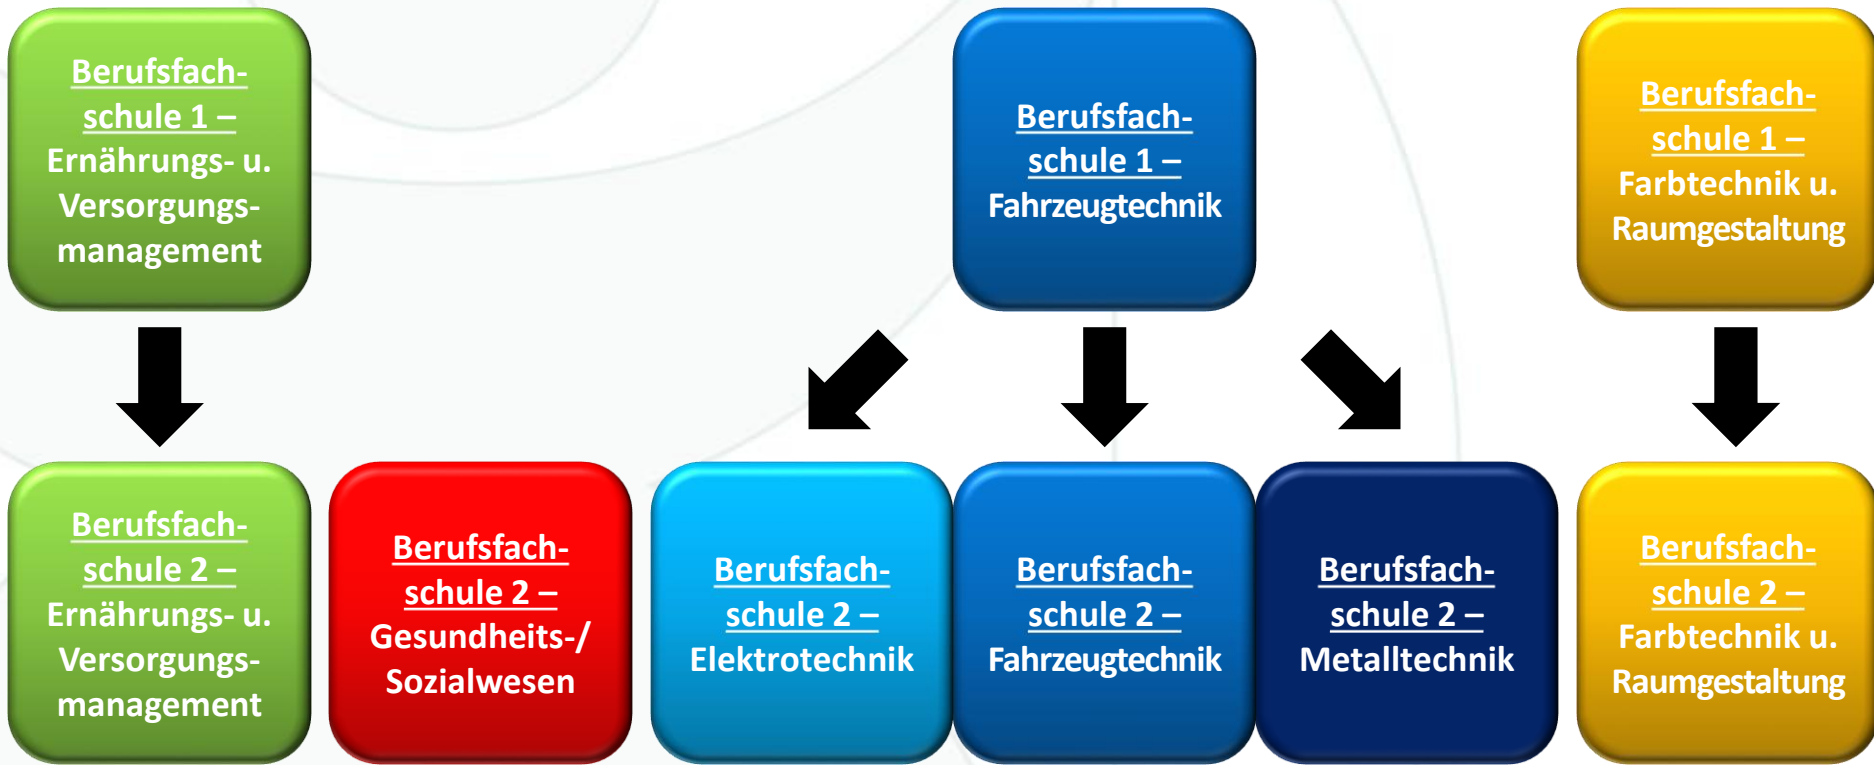 Berufsfach-
schule 1 –
Ernährungs- u.
Versorgungs-
management
Berufsfach-
schule 1 –
Fahrzeugtechnik
Berufsfach-
schule 1 –
Farbtechnik u.
Raumgestaltung
Berufsfach-
schule 2 –
Ernährungs- u.
Versorgungs-
management
Berufsfach-
schule 2 –
Gesundheits-/
Sozialwesen
Berufsfach-
schule 2 –
Elektrotechnik
Berufsfach-
schule 2 –
Fahrzeugtechnik
Berufsfach-
schule 2 –
Metalltechnik
Berufsfach-
schule 2 –
Farbtechnik u.
Raumgestaltung